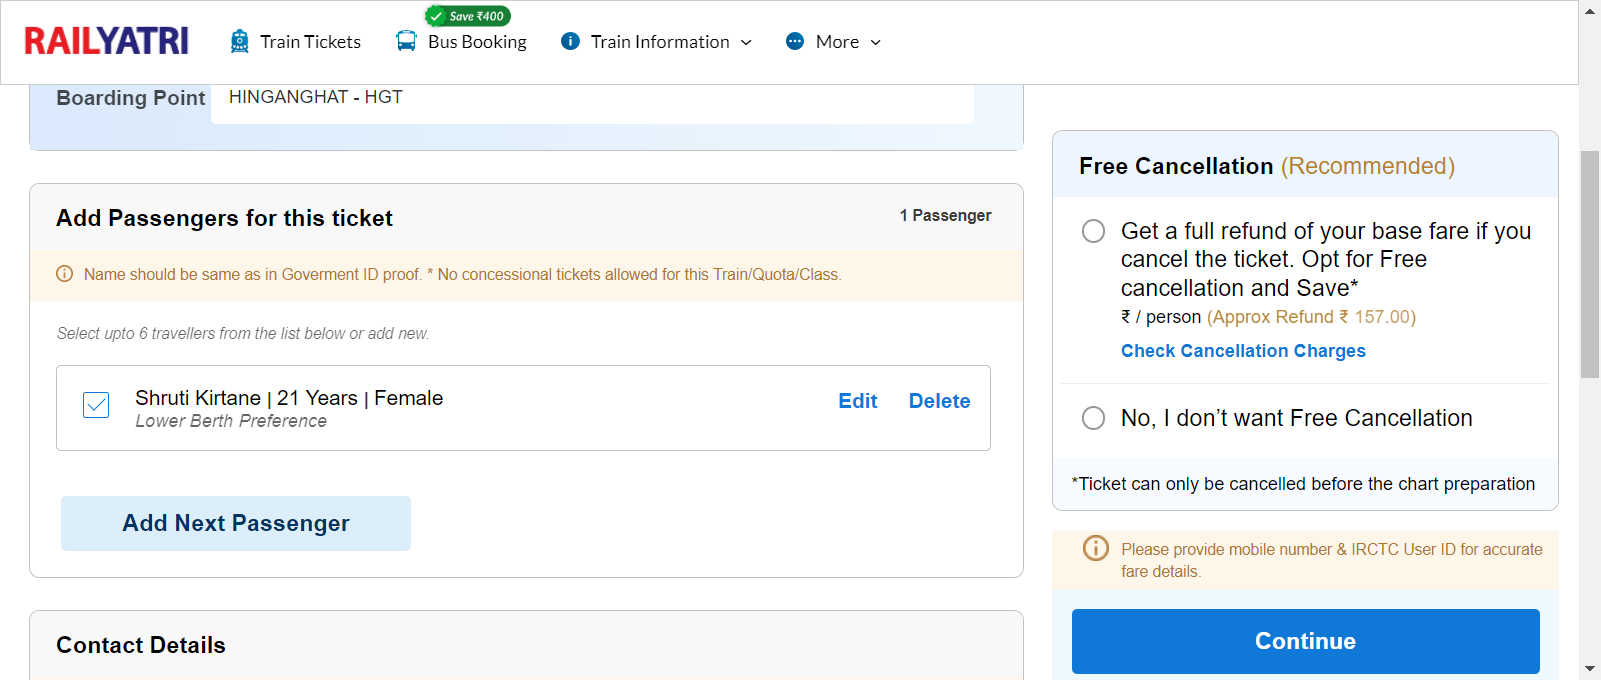 RAILYATRI
Train Tickets
Save ₹400
Bus Booking
Train Information
More
Boarding Point
HINGANGHAT - HGT
Add Passengers for this ticket
1 Passenger
Name should be same as in Goverment ID proof. * No concessional tickets allowed for this Train/Quota/Class.
Select upto 6 travellers from the list below or add new.
Shruti Kirtane | 21 Years | Female
Edit
Delete
Lower Berth Preference
Add Next Passenger
Contact Details
Free Cancellation (Recommended)
Get a full refund of your base fare if you
cancel the ticket. Opt for Free
cancellation and Save*
₹ / person (Approx Refund ₹ 157.00)
Check Cancellation Charges
No, I don’t want Free Cancellation
*Ticket can only be cancelled before the chart preparation
Please provide mobile number & IRCTC User ID for accurate
fare details.
Continue